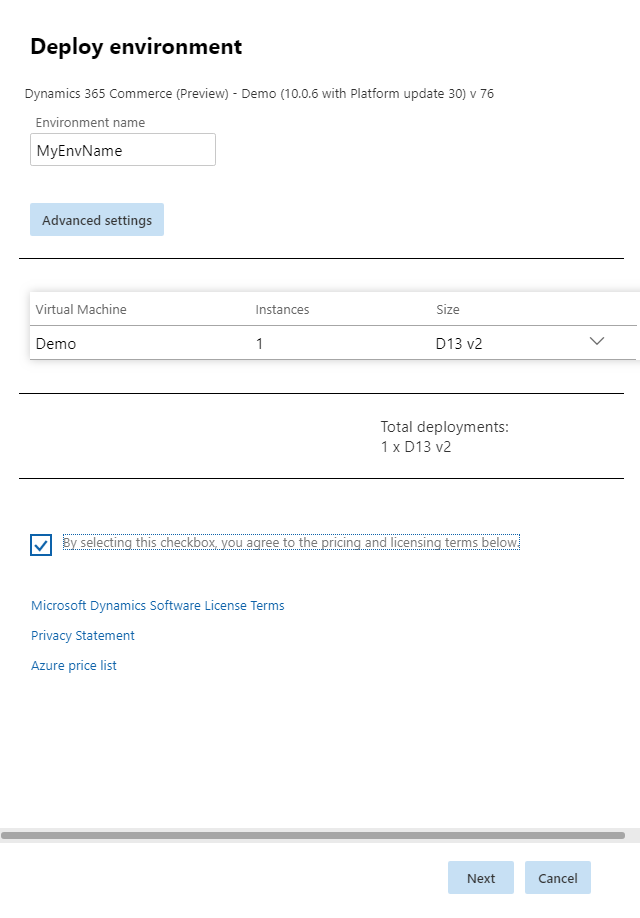 Deploy environment
Dynamics 365 Commerce (Preview) - Demo (10.0.6 with Platform update 30) v 76
Environment name
MyEnvName
Advanced settings
Virtual Machine Instances Size
Demo 1 D13 v2
Total deployments:
1 x D13 v2
By selecting this checkbox, you agree to the pricing and licensing terms below.
Microsoft Dynamics Software License Terms
Privacy Statement
Azure price list
Next Cancel